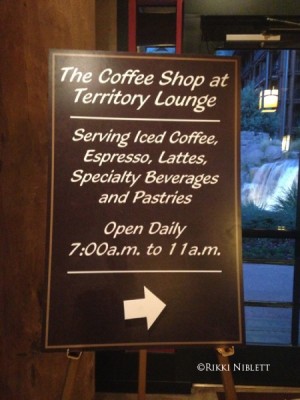 The Coffee Shop at
Territory Lounge
Serving Iced Coffee,
Espresso, Lattes,
Specialty Beverages
and Pastries
Open Daily
7:00a.m. to 11a.m.
©Rikki Niblett